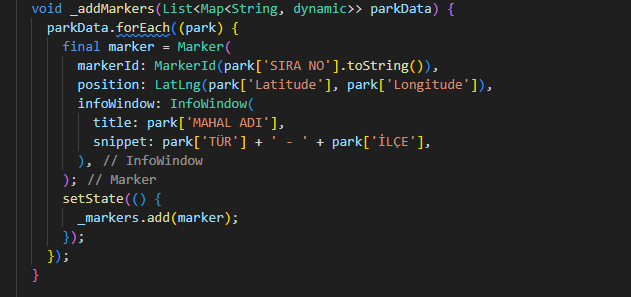 void _addMarkers(List<Map<String, dynamic>> parkData) {
  parkData.forEach((park) {
    final marker = Marker(
      markerId: MarkerId(park['SIRA NO'].toString()),
      position: LatLng(park['Latitude'], park['Longitude']),
      infoWindow: InfoWindow(
        title: park['MAHAL ADI'],
        snippet: park['TÜR'] + ' - ' + park['İLÇE'],
      ), // InfoWindow
    ); // Marker
    setState(() {
      _markers.add(marker);
    });
  });
}